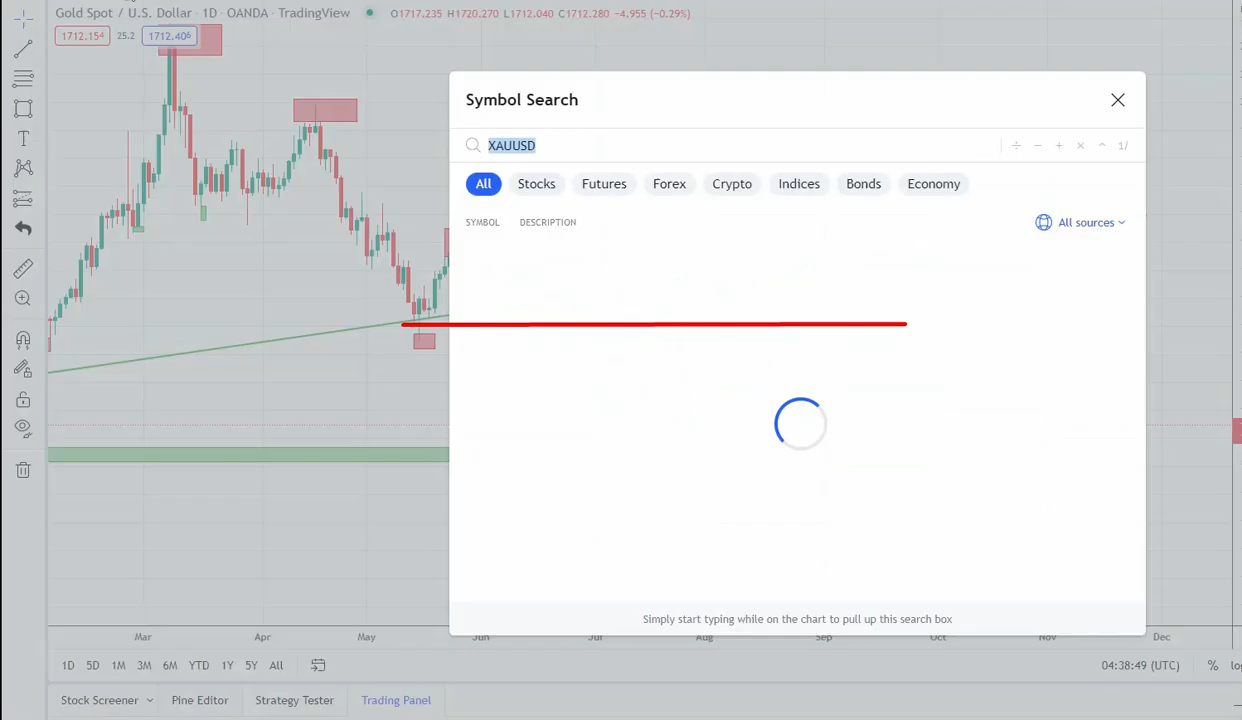 Gold Spot / U.S. Dollar · 1D · OANDA · TradingView
O1717.235 H1720.270 L1712.040 C1712.280 −4.955 (−0.29%)
1712.154 25.2 1712.406
Symbol Search
XAUUSD
÷ − + × ^ 1/
All Stocks Futures Forex Crypto Indices Bonds Economy
SYMBOL DESCRIPTION
All sources
Simply start typing while on the chart to pull up this search box
Mar Apr May Jun Jul Aug Sep Oct Nov Dec
1D 5D 1M 3M 6M YTD 1Y 5Y All
04:38:49 (UTC) %
Stock Screener Pine Editor Strategy Tester Trading Panel